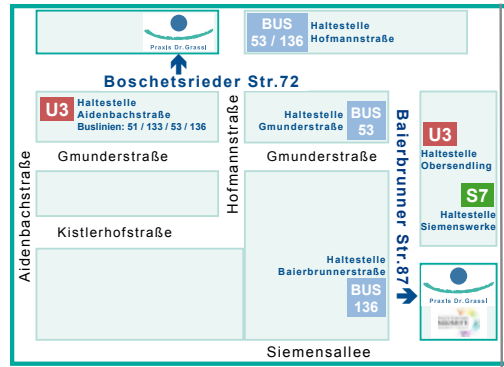 Praxis Dr.Grassl
BUS
53 / 136
Haltestelle
Hofmannstraße
Boschetsrieder Str.72
U3
Haltestelle
Aidenbachstraße
Buslinien: 51 / 133 / 53 / 136
Hofmannstraße
Haltestelle
Gmunderstraße
BUS
53
Baierbrunner Str.87
U3
Haltestelle
Obersendling
S7
Haltestelle
Siemenswerke
Aidenbachstraße
Gmunderstraße
Gmunderstraße
Kistlerhofstraße
Haltestelle
Baierbrunnerstraße
BUS
136
Praxis Dr.Grassl
Siemensallee